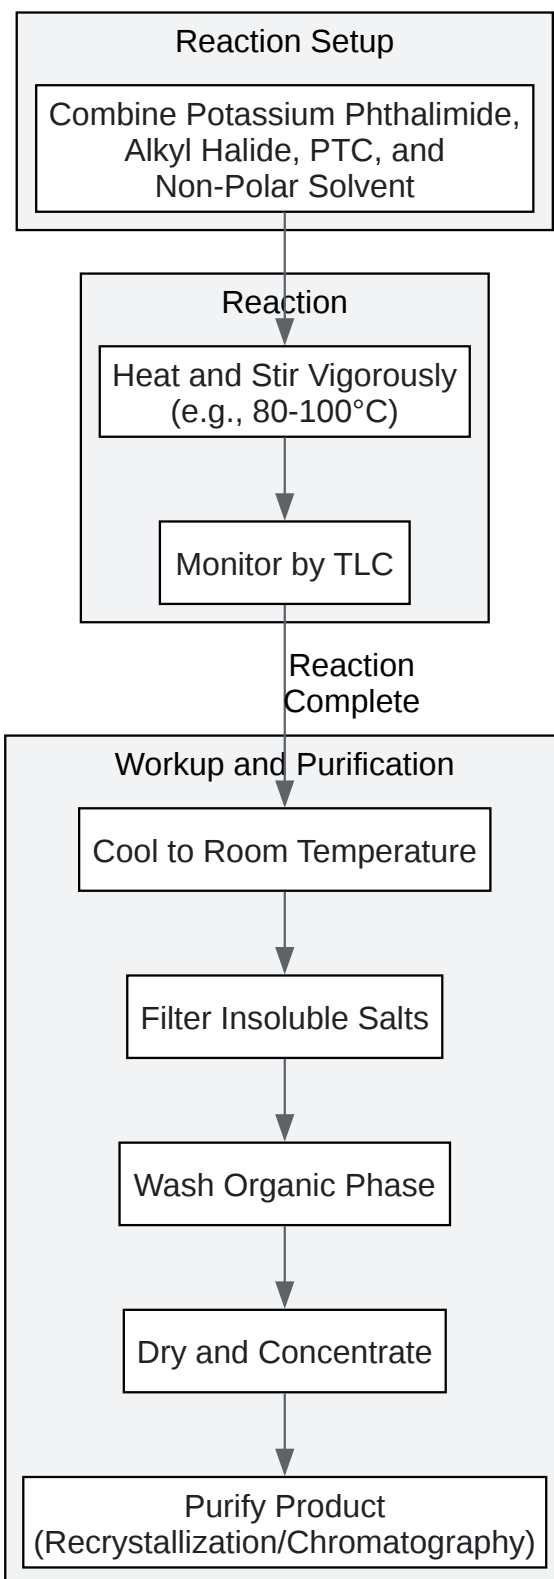 Reaction Setup
Combine Potassium Phthalimide,
Alkyl Halide, PTC, and
Non-Polar Solvent
Reaction
Heat and Stir Vigorously
(e.g., 80-100°C)
Monitor by TLC
Reaction
Complete
Workup and Purification
Cool to Room Temperature
Filter Insoluble Salts
Wash Organic Phase
Dry and Concentrate
Purify Product
(Recrystallization/Chromatography)